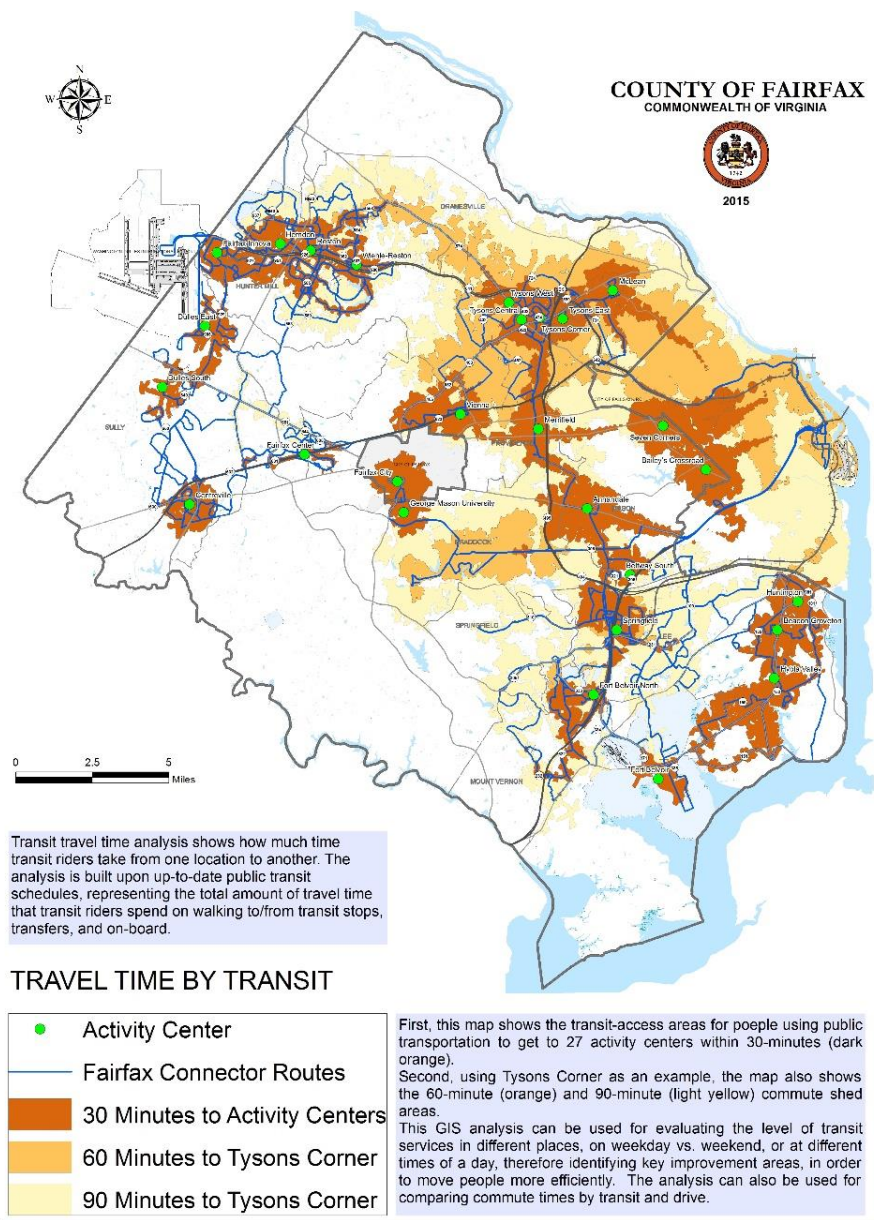 N
W
E
S
COUNTY OF FAIRFAX
COMMONWEALTH OF VIRGINIA
2015
DRANESVILLE
Herndon
Reston
Fairfax Innova
Wiehle-Reston
HUNTER MILL
McLean
Tysons West
Tysons Central
Tysons East
Tysons Corner
Dulles East
Dulles South
SULLY
Vienna
Merrifield
Seven Corners
Fairfax Center
Bailey's Crossroad
Fairfax City
Centreville
George Mason University
Annandale
MASON
BRADDOCK
Beltway South
Huntington
SPRINGFIELD
Springfield
LEE
Beacon Groveton
Hybla Valley
Fort Belvoir North
MOUNT VERNON
Fort Belvoir
0 2.5 5
Miles
Transit travel time analysis shows how much time
transit riders take from one location to another. The
analysis is built upon up-to-date public transit
schedules, representing the total amount of travel time
that transit riders spend on walking to/from transit stops,
transfers, and on-board.
TRAVEL TIME BY TRANSIT
Activity Center
Fairfax Connector Routes
30 Minutes to Activity Centers
60 Minutes to Tysons Corner
90 Minutes to Tysons Corner
First, this map shows the transit-access areas for poeple using public
transportation to get to 27 activity centers within 30-minutes (dark
orange).
Second, using Tysons Corner as an example, the map also shows
the 60-minute (orange) and 90-minute (light yellow) commute shed
areas.
This GIS analysis can be used for evaluating the level of transit
services in different places, on weekday vs. weekend, or at different
times of a day, therefore identifying key improvement areas, in order
to move people more efficiently. The analysis can also be used for
comparing commute times by transit and drive.